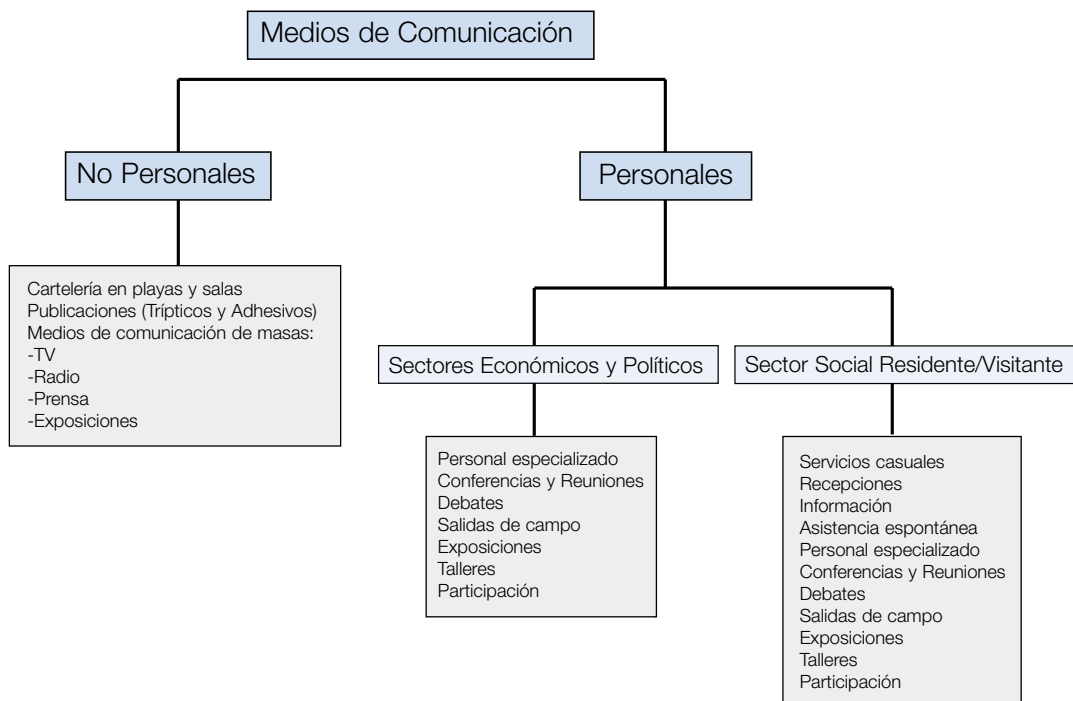 Medios de Comunicación
No Personales
Personales
Cartelería en playas y salas
Publicaciones (Trípticos y Adhesivos)
Medios de comunicación de masas:
-TV
-Radio
-Prensa
-Exposiciones
Sectores Económicos y Políticos
Sector Social Residente/Visitante
Personal especializado
Conferencias y Reuniones
Debates
Salidas de campo
Exposiciones
Talleres
Participación
Servicios casuales
Recepciones
Información
Asistencia espontánea
Personal especializado
Conferencias y Reuniones
Debates
Salidas de campo
Exposiciones
Talleres
Participación